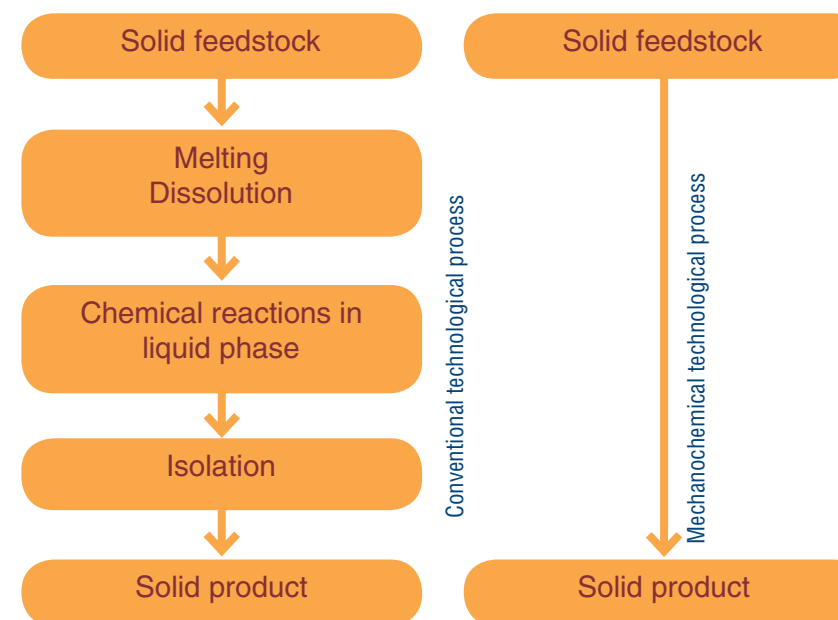 Solid feedstock
Melting
Dissolution
Chemical reactions in
liquid phase
Isolation
Solid product
Conventional technological process
Solid feedstock
Mechanochemical technological process
Solid product